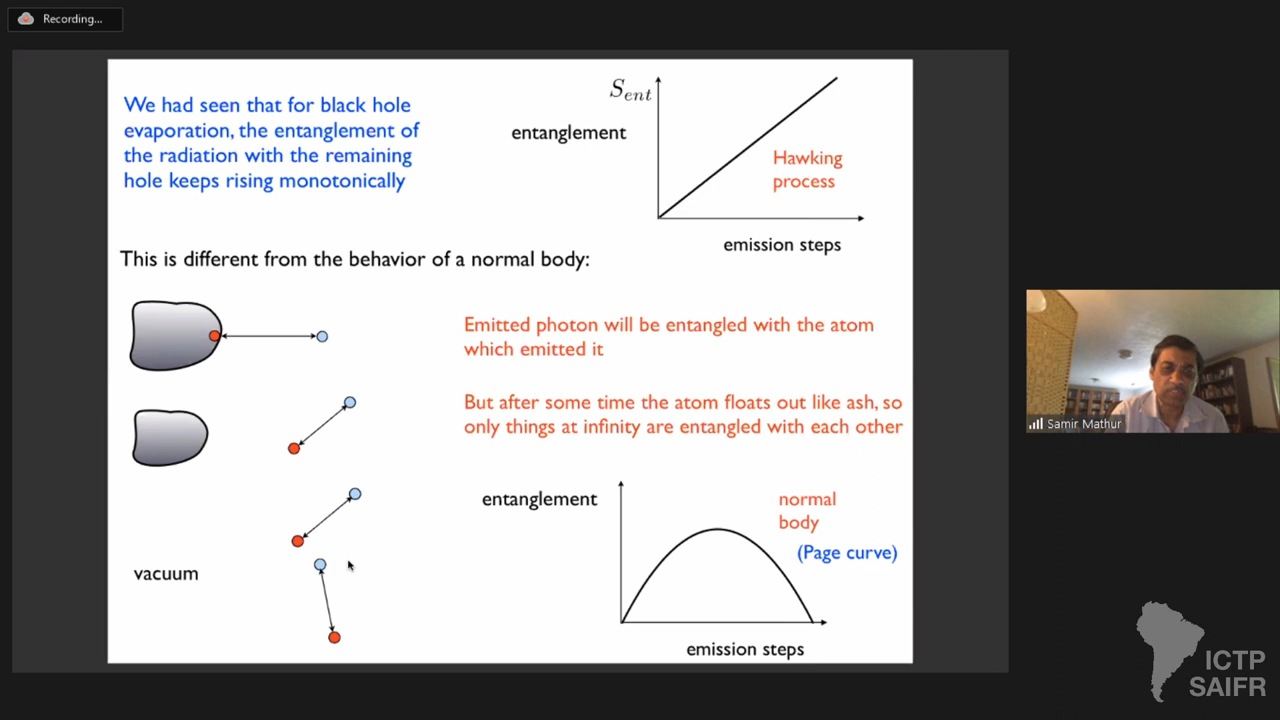 Recording...
We had seen that for black hole
evaporation, the entanglement of
the radiation with the remaining
hole keeps rising monotonically
S_ent
entanglement
Hawking
process
emission steps
This is different from the behavior of a normal body:
Emitted photon will be entangled with the atom
which emitted it
But after some time the atom floats out like ash, so
only things at infinity are entangled with each other
Samir Mathur
entanglement
normal
body
(Page curve)
vacuum
emission steps
ICTP
SAIFR